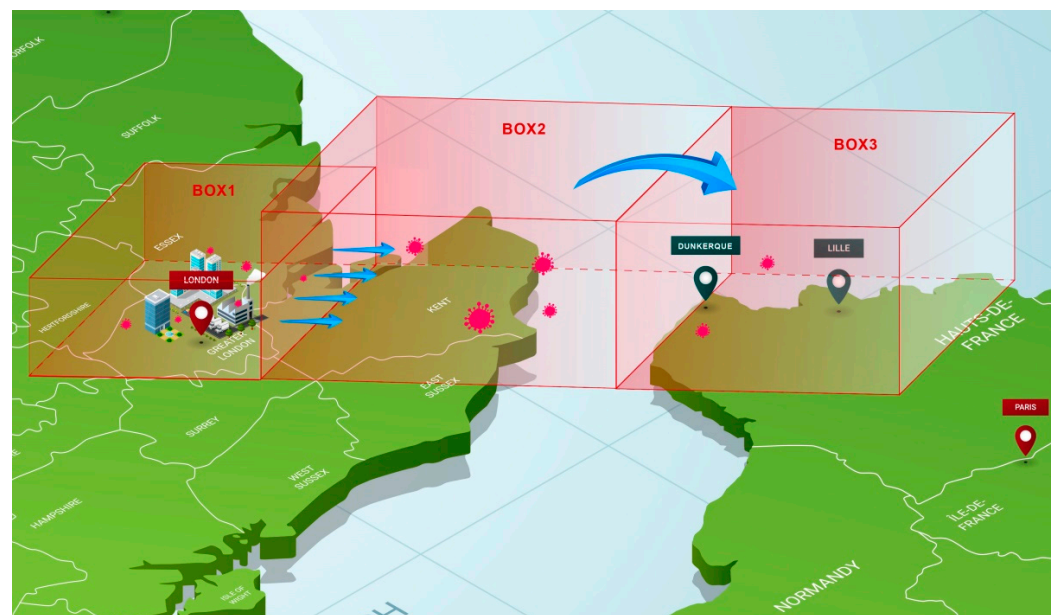 ORFOLK
SUFFOLK
BOX1
BOX2
BOX3
ESSEX
DUNKERQUE
LILLE
LONDON
HERTFORDSHIRE
GREATER
LONDON
KENT
EAST
SUSSEX
HAUTS-DE-
FRANCE
SURREY
WEST
SUSSEX
PARIS
HAMPSHIRE
ÎLE-DE-
FRANCE
ISLE OF
WIGHT
NORMANDY
H